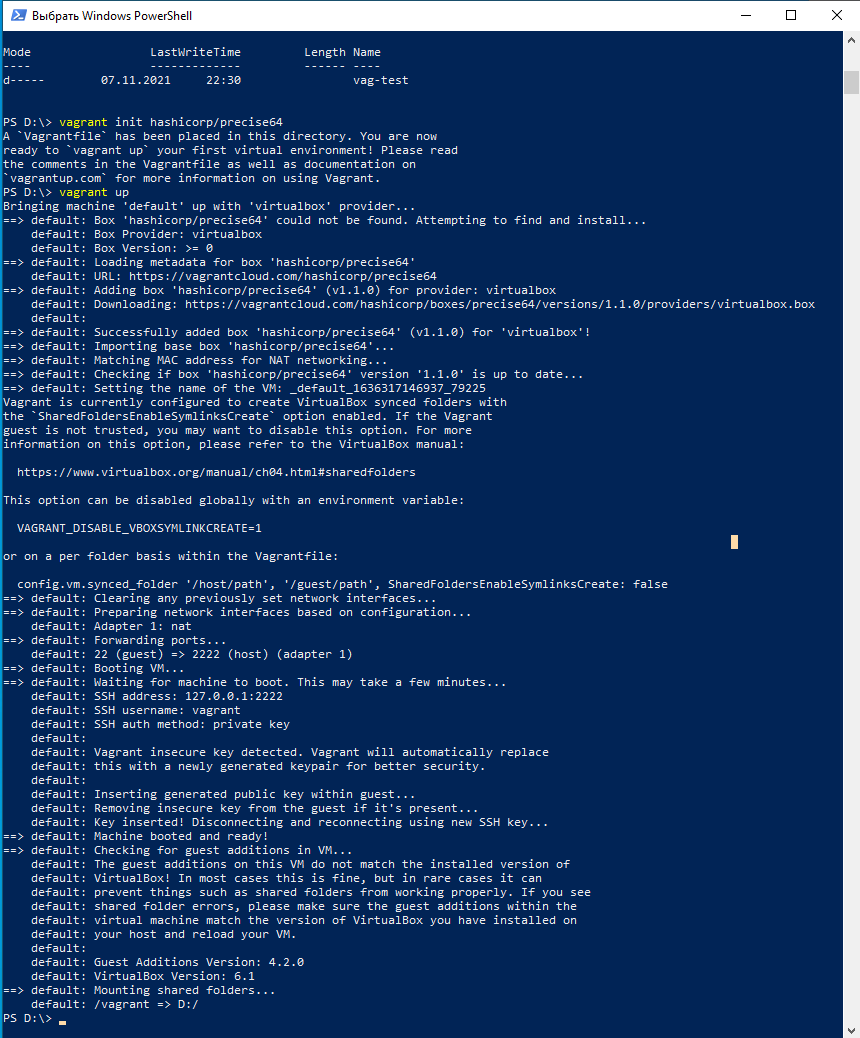 Выбрать Windows PowerShell
Mode                 LastWriteTime         Length Name
----                 -------------         ------ ----
d-----        07.11.2021     22:30                vag-test
PS D:\> vagrant init hashicorp/precise64
A `Vagrantfile` has been placed in this directory. You are now
ready to `vagrant up` your first virtual environment! Please read
the comments in the Vagrantfile as well as documentation on
`vagrantup.com` for more information on using Vagrant.
PS D:\> vagrant up
Bringing machine 'default' up with 'virtualbox' provider...
==> default: Box 'hashicorp/precise64' could not be found. Attempting to find and install...
    default: Box Provider: virtualbox
    default: Box Version: >= 0
==> default: Loading metadata for box 'hashicorp/precise64'
    default: URL: https://vagrantcloud.com/hashicorp/precise64
==> default: Adding box 'hashicorp/precise64' (v1.1.0) for provider: virtualbox
    default: Downloading: https://vagrantcloud.com/hashicorp/boxes/precise64/versions/1.1.0/providers/virtualbox.box
    default:
==> default: Successfully added box 'hashicorp/precise64' (v1.1.0) for 'virtualbox'!
==> default: Importing base box 'hashicorp/precise64'...
==> default: Matching MAC address for NAT networking...
==> default: Checking if box 'hashicorp/precise64' version '1.1.0' is up to date...
==> default: Setting the name of the VM: _default_1636317146937_79225
Vagrant is currently configured to create VirtualBox synced folders with
the `SharedFoldersEnableSymlinksCreate` option enabled. If the Vagrant
guest is not trusted, you may want to disable this option. For more
information on this option, please refer to the VirtualBox manual:
  https://www.virtualbox.org/manual/ch04.html#sharedfolders
This option can be disabled globally with an environment variable:
  VAGRANT_DISABLE_VBOXSYMLINKCREATE=1
or on a per folder basis within the Vagrantfile:
  config.vm.synced_folder '/host/path', '/guest/path', SharedFoldersEnableSymlinksCreate: false
==> default: Clearing any previously set network interfaces...
==> default: Preparing network interfaces based on configuration...
    default: Adapter 1: nat
==> default: Forwarding ports...
    default: 22 (guest) => 2222 (host) (adapter 1)
==> default: Booting VM...
==> default: Waiting for machine to boot. This may take a few minutes...
    default: SSH address: 127.0.0.1:2222
    default: SSH username: vagrant
    default: SSH auth method: private key
    default:
    default: Vagrant insecure key detected. Vagrant will automatically replace
    default: this with a newly generated keypair for better security.
    default:
    default: Inserting generated public key within guest...
    default: Removing insecure key from the guest if it's present...
    default: Key inserted! Disconnecting and reconnecting using new SSH key...
==> default: Machine booted and ready!
==> default: Checking for guest additions in VM...
    default: The guest additions on this VM do not match the installed version of
    default: VirtualBox! In most cases this is fine, but in rare cases it can
    default: prevent things such as shared folders from working properly. If you see
    default: shared folder errors, please make sure the guest additions within the
    default: virtual machine match the version of VirtualBox you have installed on
    default: your host and reload your VM.
    default:
    default: Guest Additions Version: 4.2.0
    default: VirtualBox Version: 6.1
==> default: Mounting shared folders...
    default: /vagrant => D:/
PS D:\>